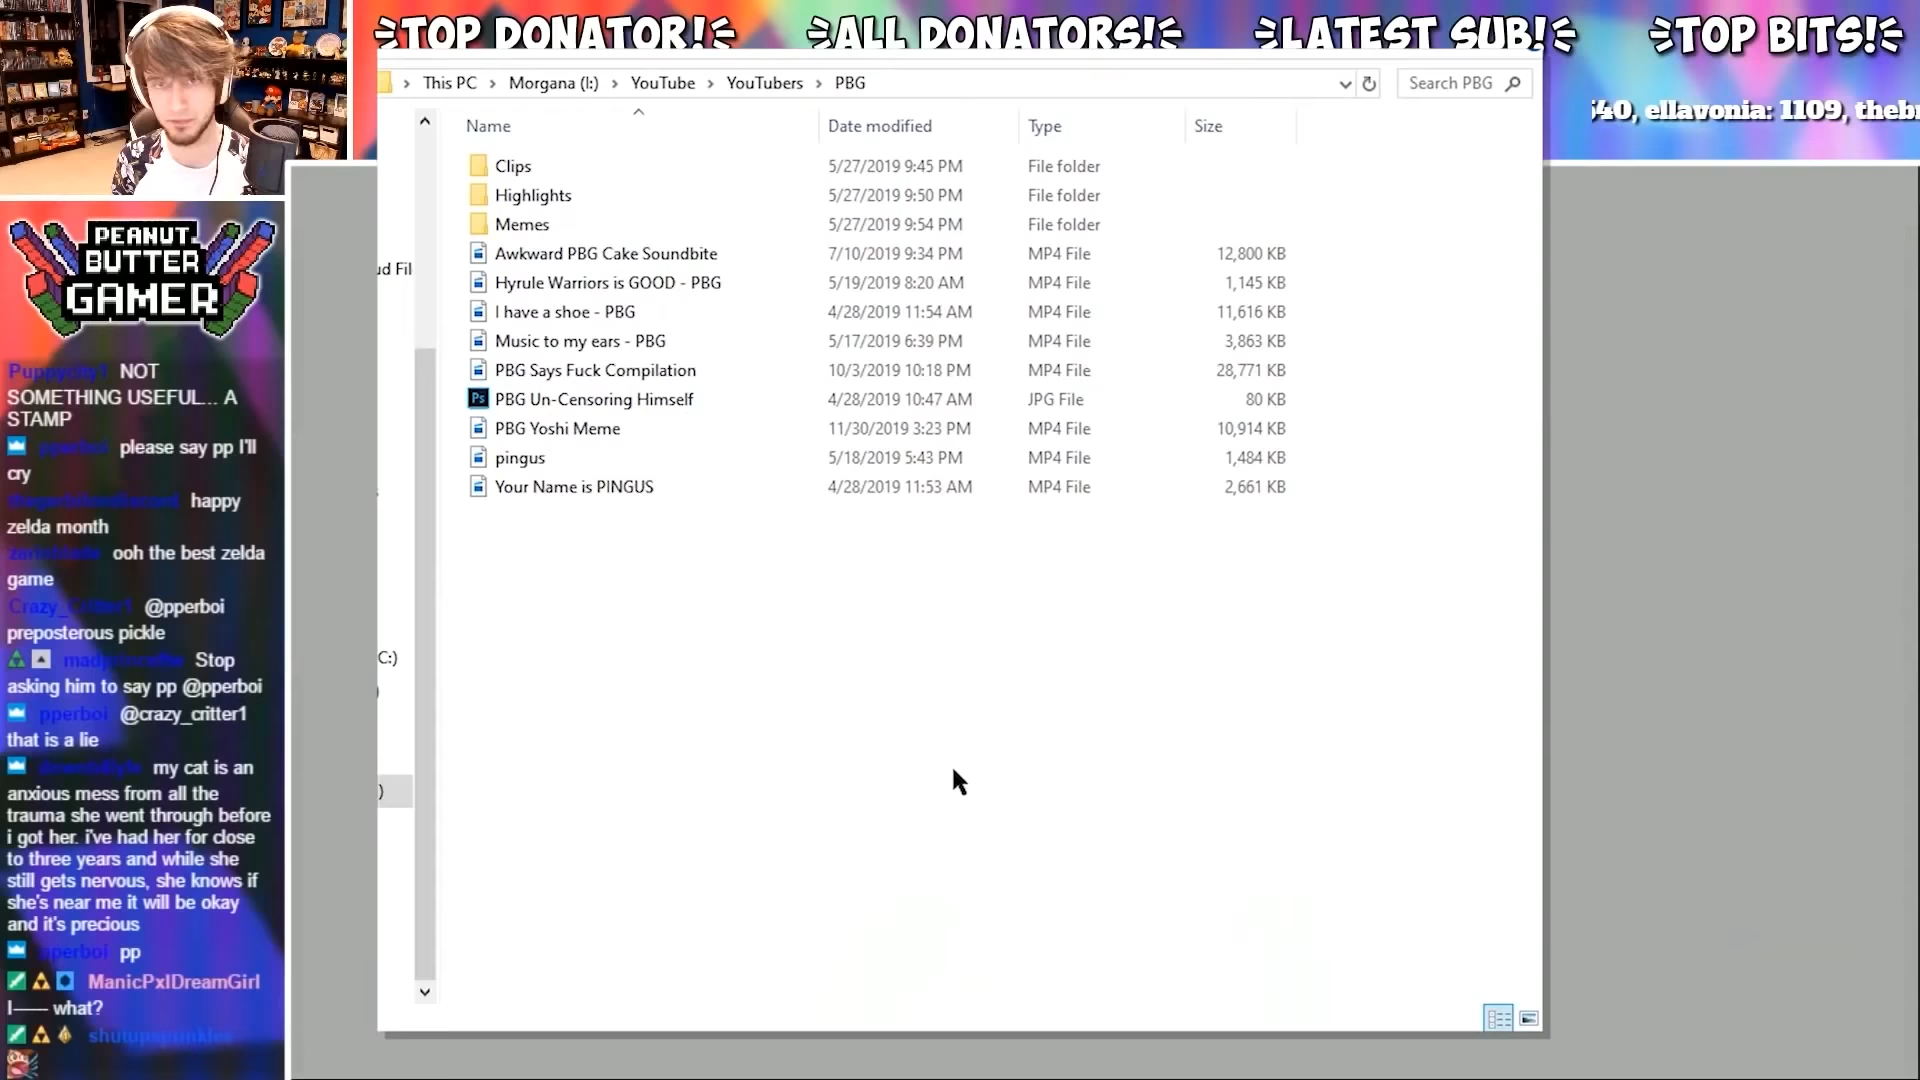 TOP DONATOR!
ALL DONATORS!
LATEST SUB!
TOP BITS!
This PC > Morgana (I:) > YouTube > YouTubers > PBG
Search PBG
540, ellavonia: 1109, theb
Name
Date modified
Type
Size
Clips 5/27/2019 9:45 PM File folder
Highlights 5/27/2019 9:50 PM File folder
Memes 5/27/2019 9:54 PM File folder
Awkward PBG Cake Soundbite 7/10/2019 9:34 PM MP4 File 12,800 KB
Hyrule Warriors is GOOD - PBG 5/19/2019 8:20 AM MP4 File 1,145 KB
I have a shoe - PBG 4/28/2019 11:54 AM MP4 File 11,616 KB
Music to my ears - PBG 5/17/2019 6:39 PM MP4 File 3,863 KB
PBG Says Fuck Compilation 10/3/2019 10:18 PM MP4 File 28,771 KB
Ps PBG Un-Censoring Himself 4/28/2019 10:47 AM JPG File 80 KB
PBG Yoshi Meme 11/30/2019 3:23 PM MP4 File 10,914 KB
pingus 5/18/2019 5:43 PM MP4 File 1,484 KB
Your Name is PINGUS 4/28/2019 11:53 AM MP4 File 2,661 KB
ud Fil
C:)
)
)
PEANUT
BUTTER
GAMER
Puppycity1 NOT
SOMETHING USEFUL... A
STAMP
pperboi please say pp I'll
cry
happy
zelda month
ooh the best zelda
game
Crazy_Critter1 @pperboi
preposterous pickle
Stop
asking him to say pp @pperboi
pperboi @crazy_critter1
that is a lie
my cat is an
anxious mess from all the
trauma she went through before
i got her. i've had her for close
to three years and while she
still gets nervous, she knows if
she's near me it will be okay
and it's precious
pperboi pp
ManicPxlDreamGirl
I—— what?